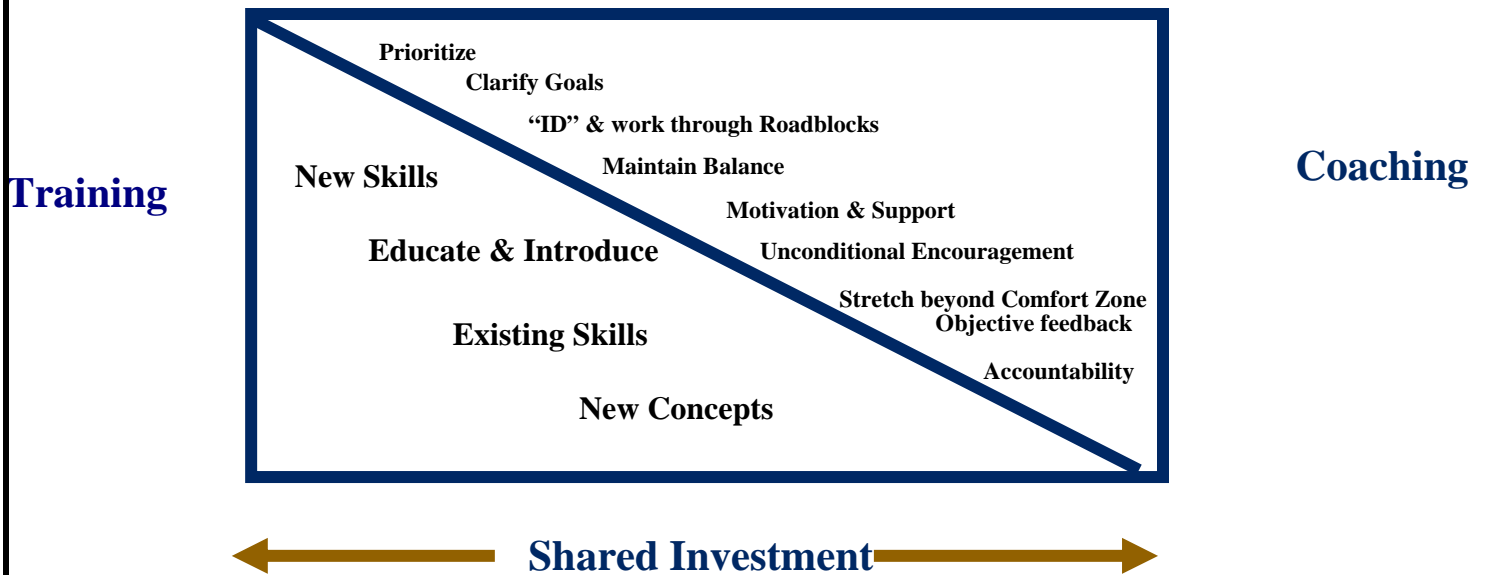 Prioritize
Clarify Goals
“ID” & work through Roadblocks
Maintain Balance
Motivation & Support
Unconditional Encouragement
Stretch beyond Comfort Zone
Objective feedback
Accountability
Training
New Skills
Educate & Introduce
Existing Skills
New Concepts
Coaching
Shared Investment